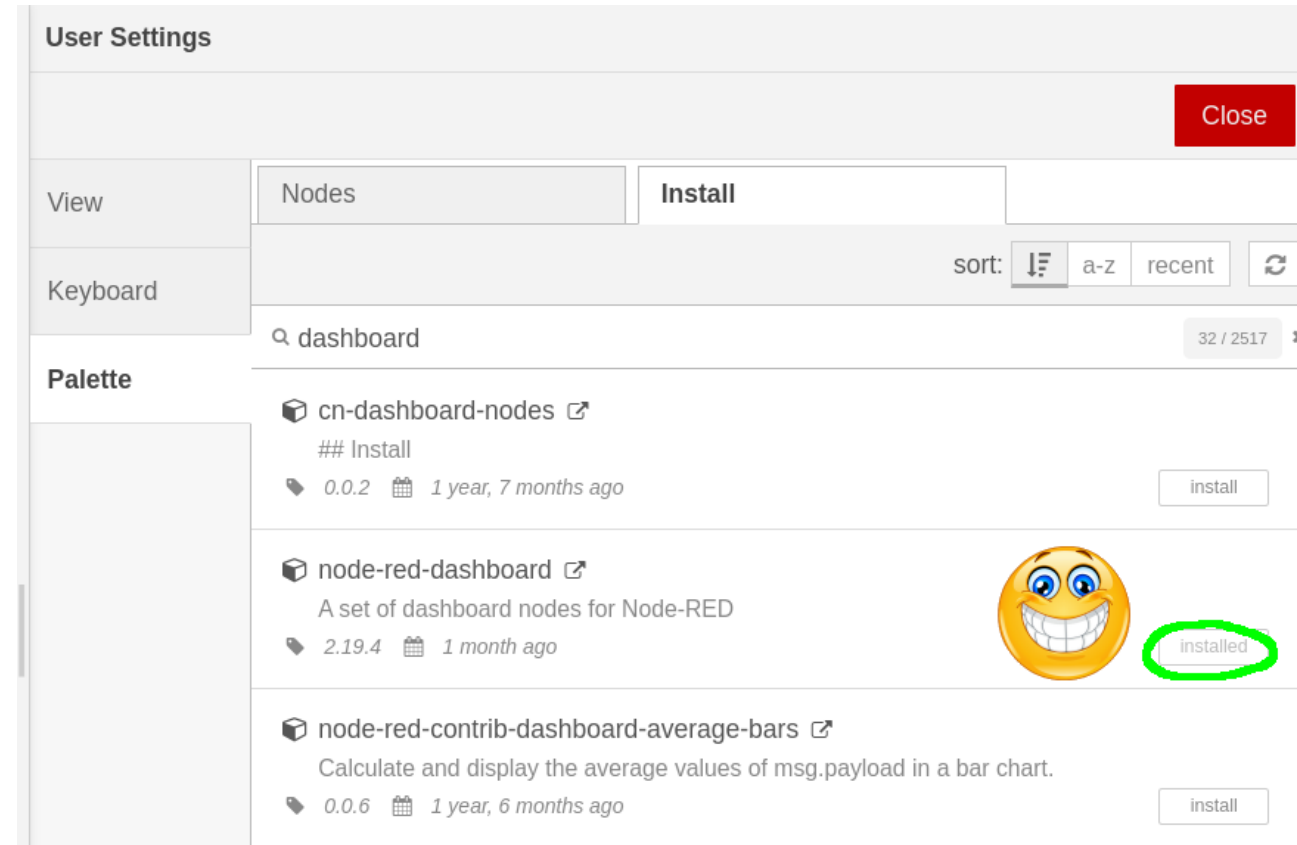 User Settings
Close
View
Nodes
Install
sort: a-z recent
Keyboard
dashboard
32 / 2517
Palette
cn-dashboard-nodes
## Install
0.0.2 1 year, 7 months ago
install
node-red-dashboard
A set of dashboard nodes for Node-RED
2.19.4 1 month ago
installed
node-red-contrib-dashboard-average-bars
Calculate and display the average values of msg.payload in a bar chart.
0.0.6 1 year, 6 months ago
install